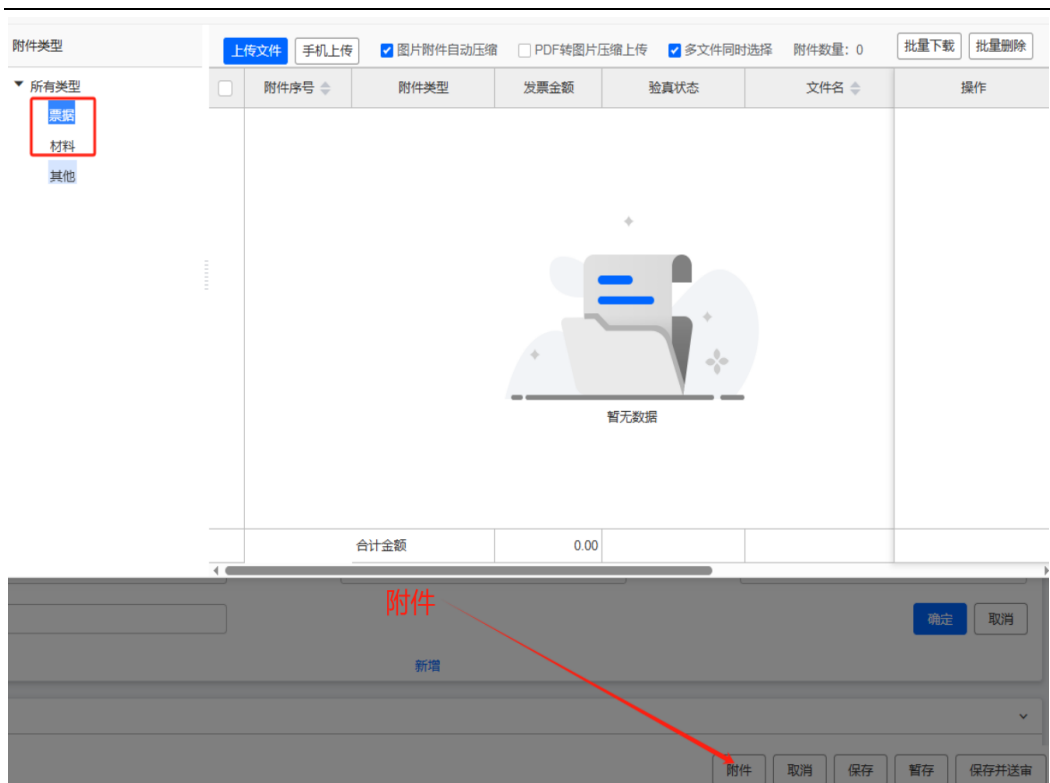 附件类型
上传文件 手机上传 图片附件自动压缩 PDF转图片压缩上传 多文件同时选择 附件数量：0 批量下载 批量删除
所有类型
票据
材料
其他
附件序号 附件类型 发票金额 验真状态 文件名 操作
暂无数据
合计金额 0.00
附件
确定 取消
新增
附件 取消 保存 暂存 保存并送审